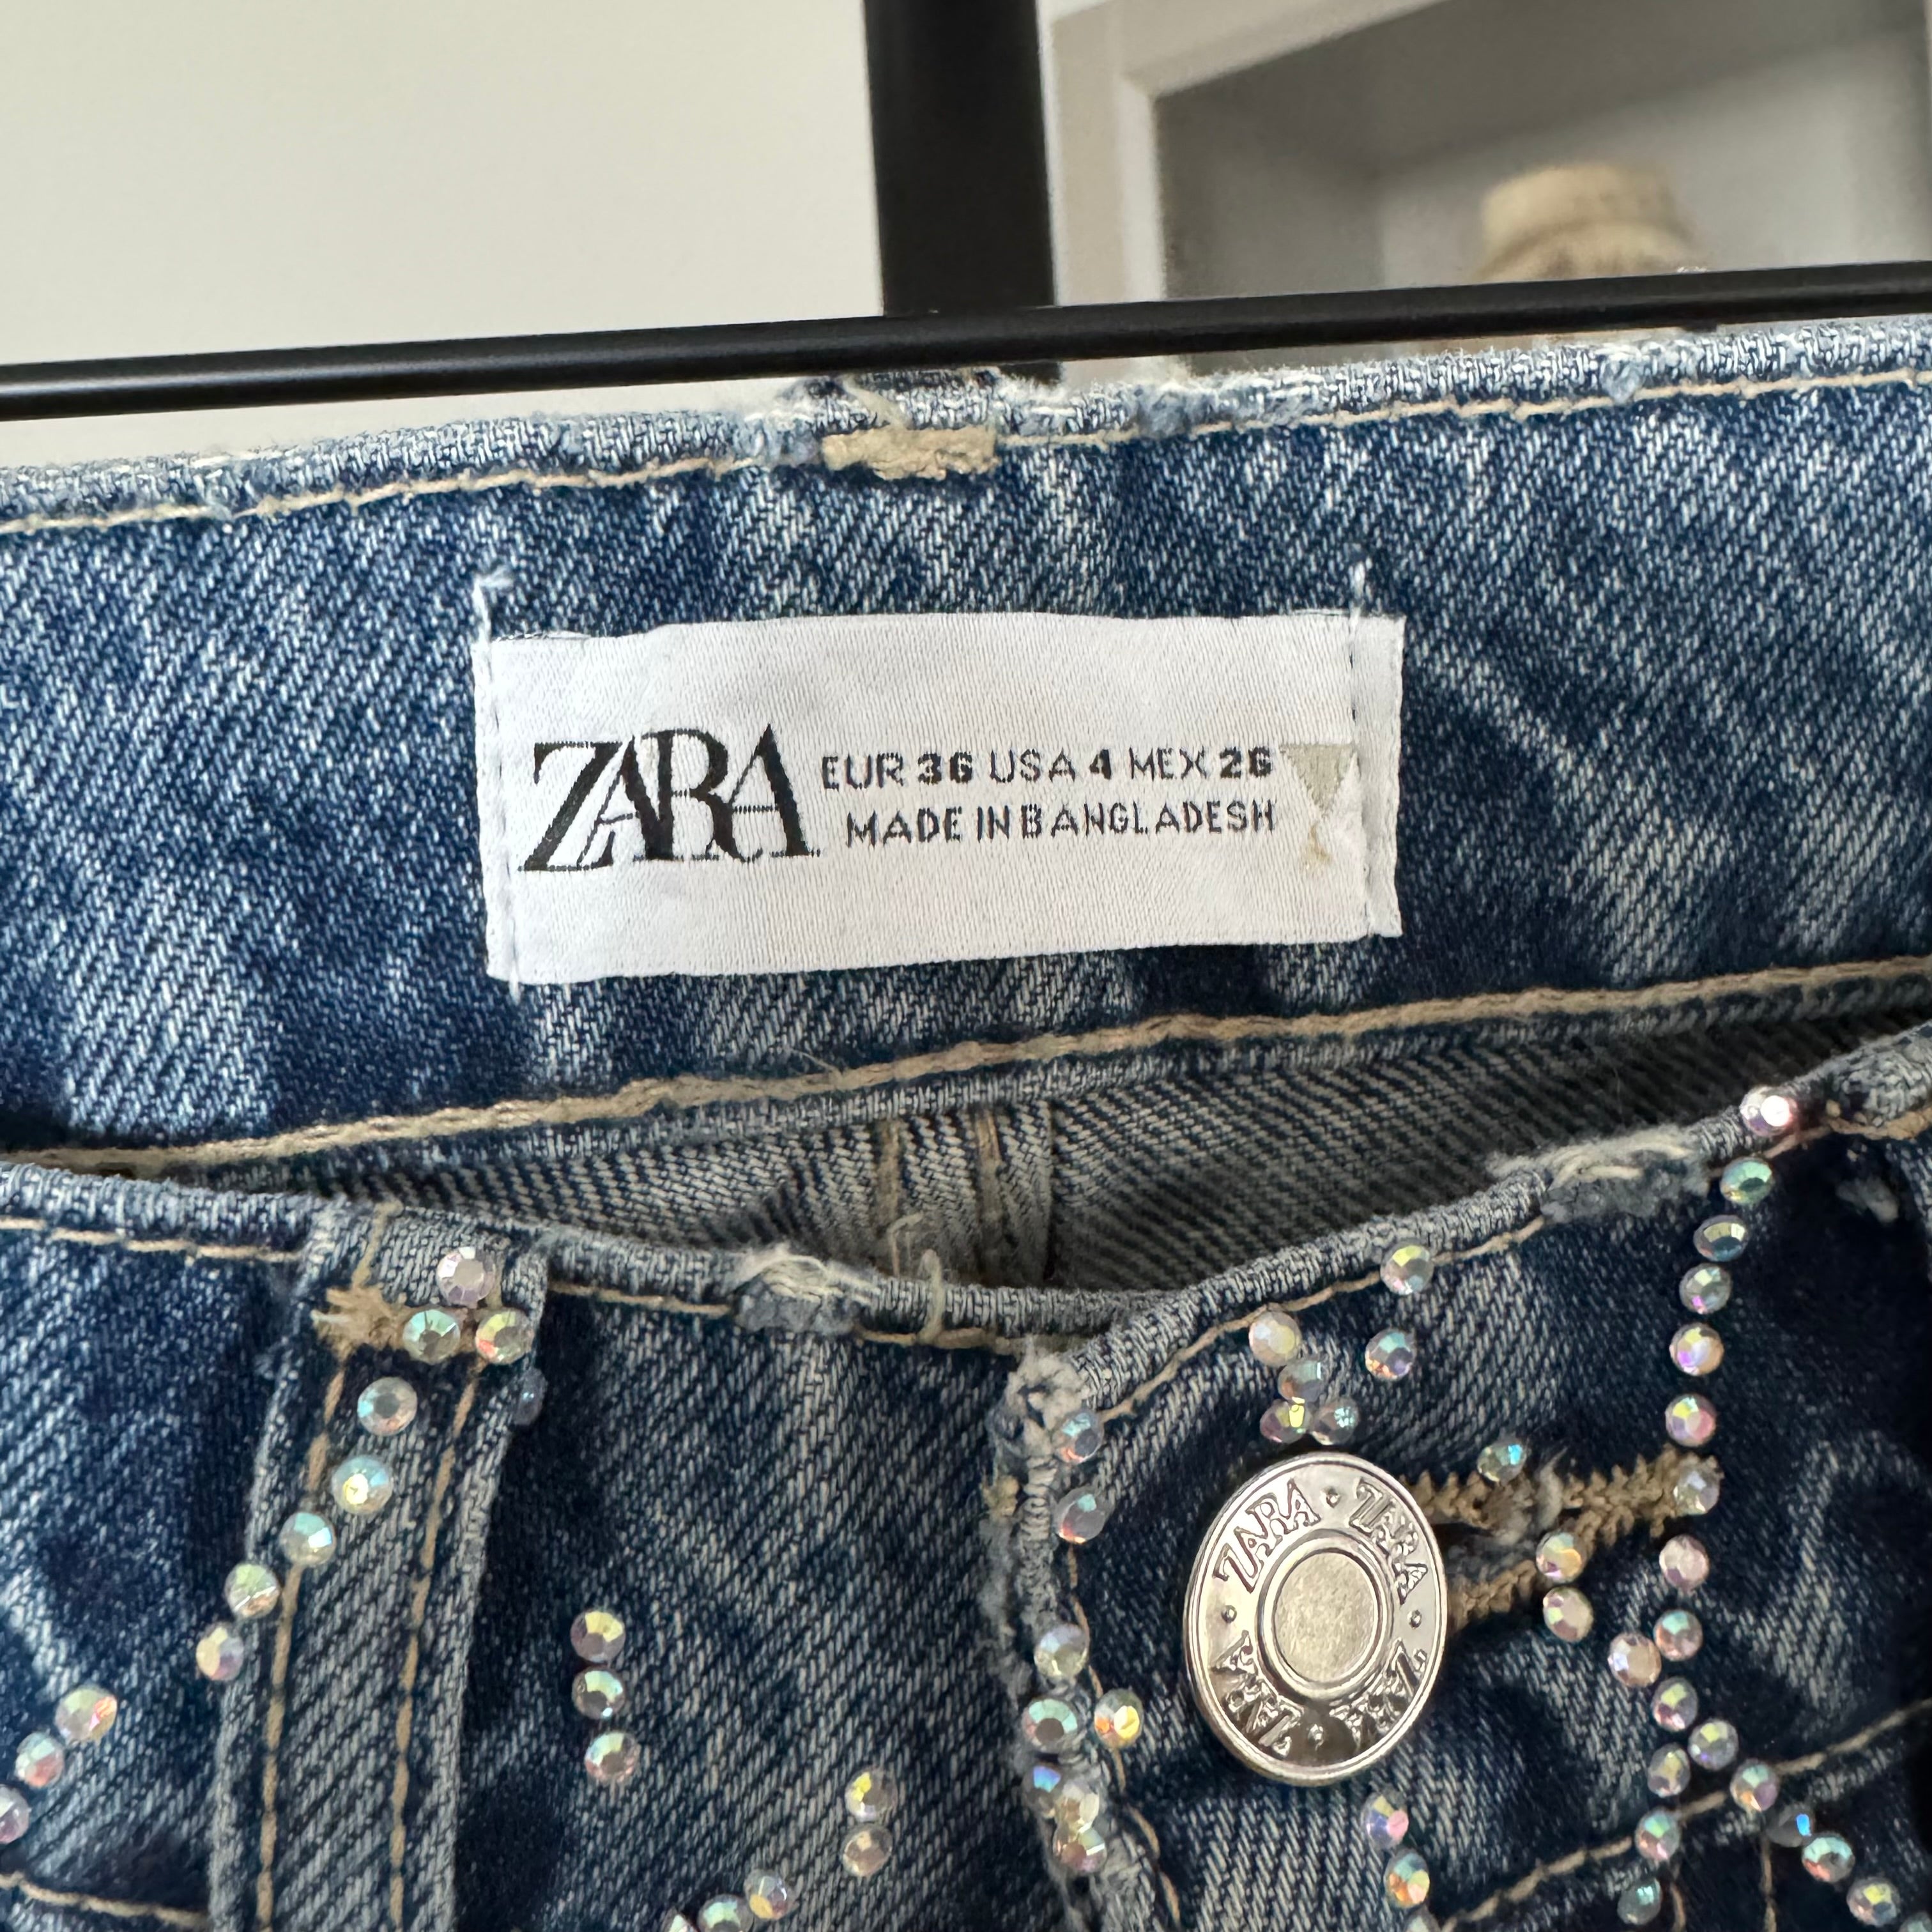 ZARA EUR 36 USA 4 MEX 26
MADE IN BANGLADESH
ZARA · ZARA · ZARA · ZARA ·